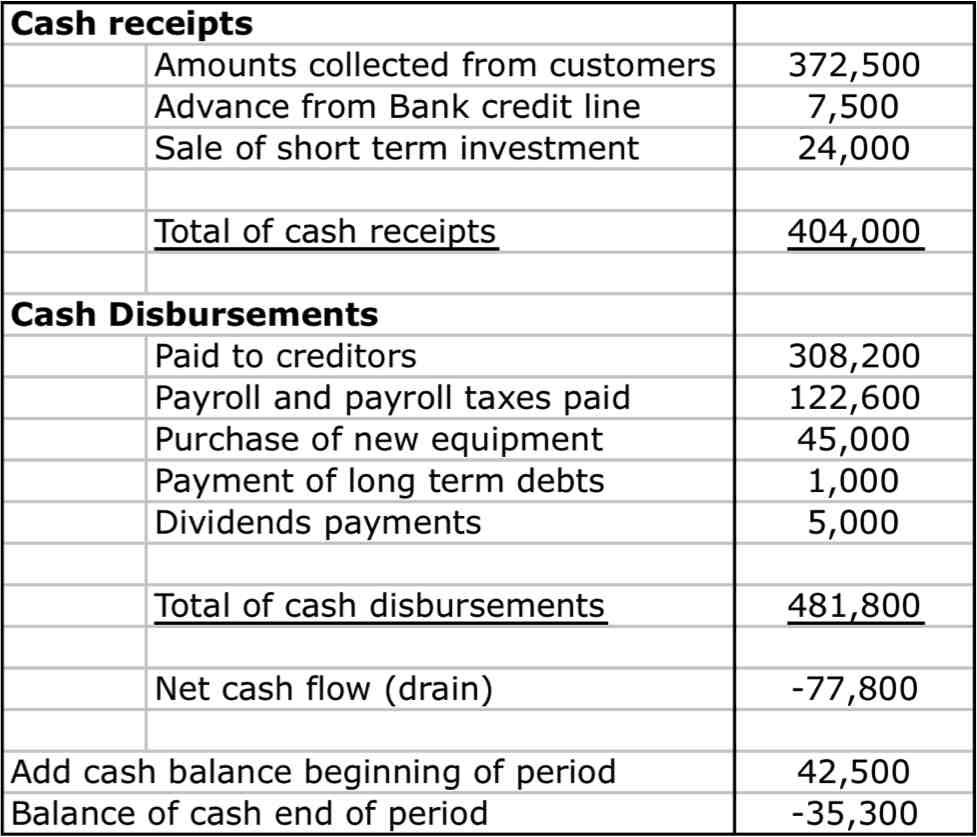 Cash receipts
Amounts collected from customers 372,500
Advance from Bank credit line 7,500
Sale of short term investment 24,000
Total of cash receipts 404,000
Cash Disbursements
Paid to creditors 308,200
Payroll and payroll taxes paid 122,600
Purchase of new equipment 45,000
Payment of long term debts 1,000
Dividends payments 5,000
Total of cash disbursements 481,800
Net cash flow (drain) -77,800
Add cash balance beginning of period 42,500
Balance of cash end of period -35,300